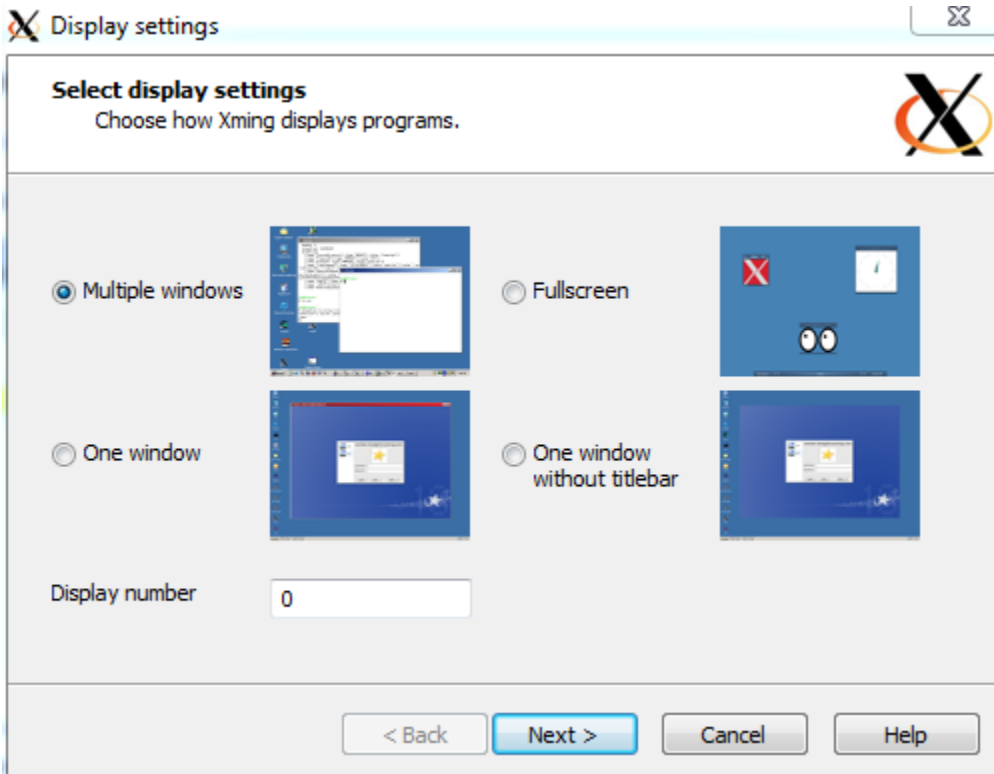 Display settings
Select display settings
Choose how Xming displays programs.
Multiple windows
Fullscreen
One window
One window
without titlebar
Display number
0
< Back
Next >
Cancel
Help